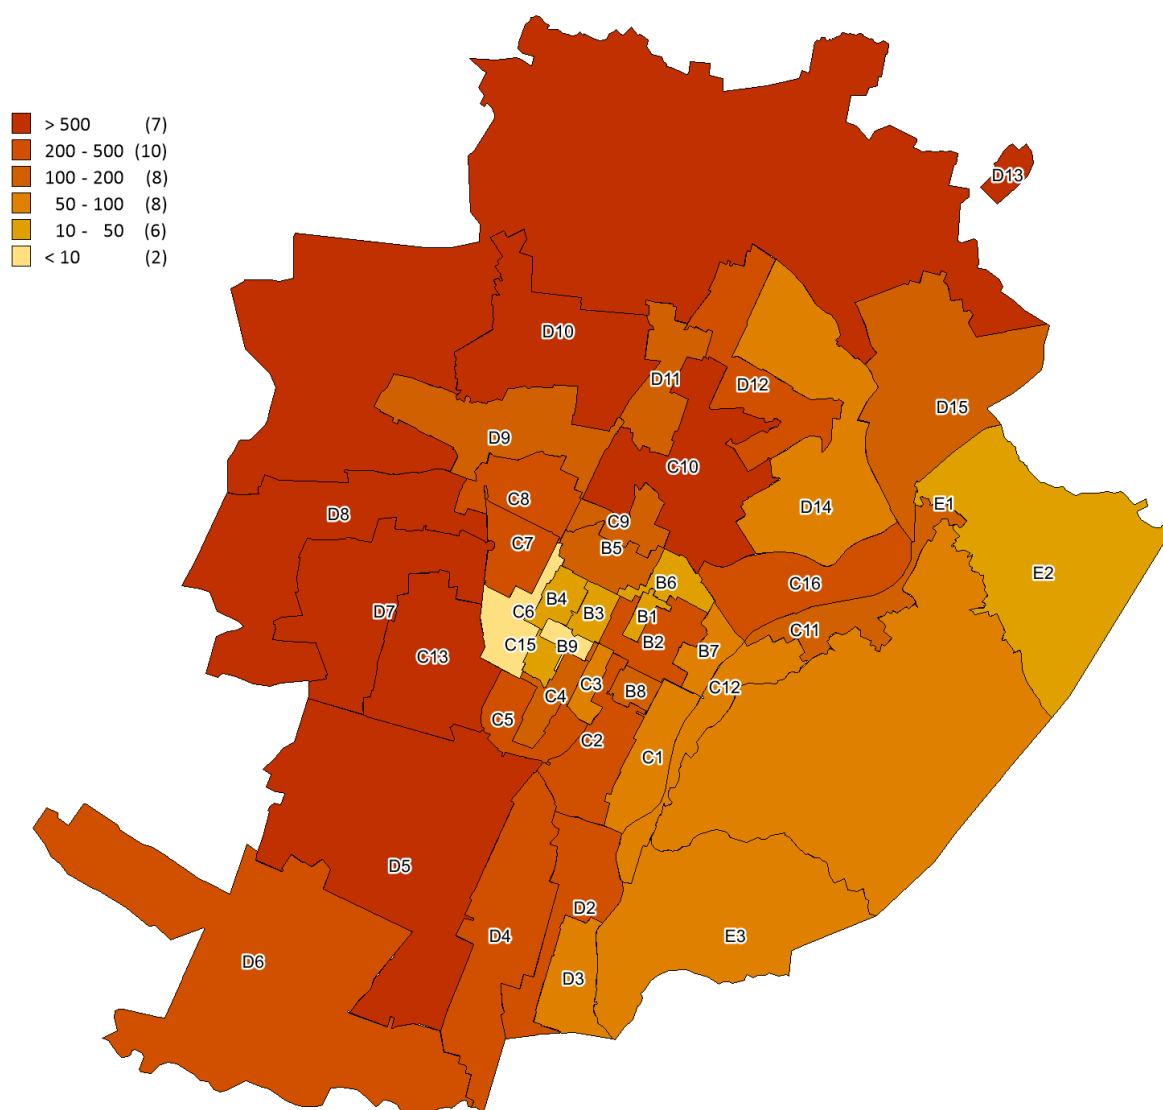 > 500 (7)
200 - 500 (10)
100 - 200 (8)
50 - 100 (8)
10 - 50 (6)
< 10 (2)
D13
D10
D11
D12
D15
D9
C10
C8
D14
E1
D8
C9
C7
B5
E2
B6
C16
D7
C6
B4
B3
B1
C11
C15
B9
B2
B7
C13
C3
C12
C4
B8
C5
C2
C1
D5
D2
D4
E3
D6
D3